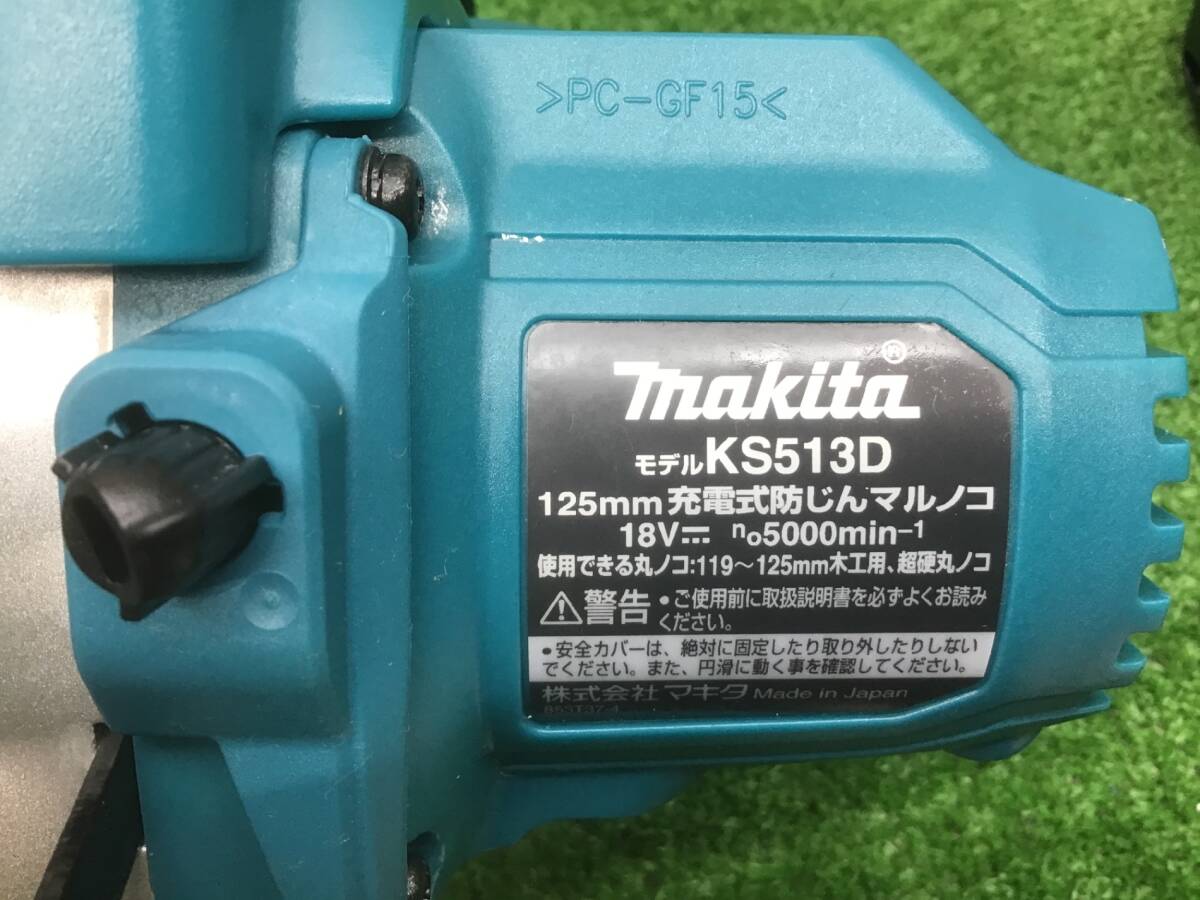 >PC-GF15<
makita®
モデルKS513D
125mm 充電式防じんマルノコ
18V⎓ n₀5000min⁻¹
使用できる丸ノコ:119～125mm木工用、超硬丸ノコ
⚠警告 •ご使用前に取扱説明書を必ずよくお読み
ください。
•安全カバーは、絶対に固定したり取り外したりしない
でください。また、円滑に動く事を確認してください。
株式会社マキタ Made in Japan
853T37-4